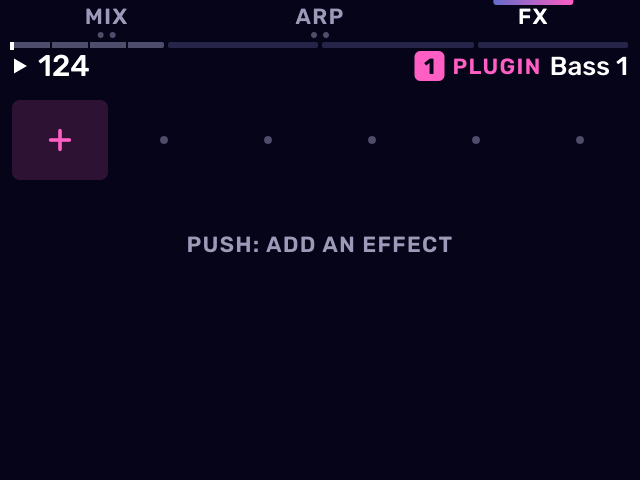 MIX ARP FX
124 1 PLUGIN Bass 1
+
PUSH: ADD AN EFFECT